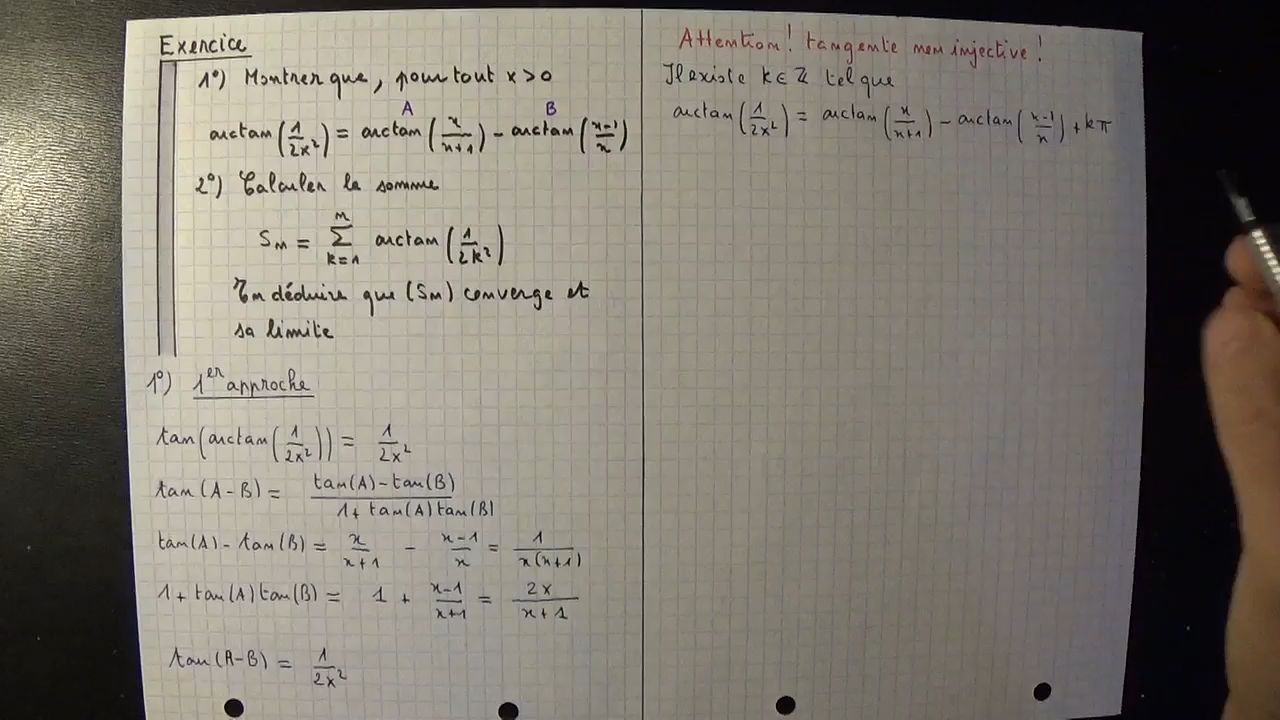 Exercice
1°) Montrer que, pour tout x>0
A B
arctan(1/2x²) = arctan(x/x+1) - arctan(x-1/x)
2°) Calculer la somme
Sn = Σ_{k=1}^{n} arctan(1/2k²)
En déduire que (Sn) converge et
sa limite
1°) 1er approche
tan(arctan(1/2x²)) = 1/2x²
tan(A-B) = tan(A)-tan(B) / 1+tan(A)tan(B)
tan(A)-tan(B) = x/x+1 - x-1/x = 1/x(x+1)
1+tan(A)tan(B) = 1 + x-1/x+1 = 2x/x+1
tan(A-B) = 1/2x²
Attention! tangente non injective!
Il existe k∈ℤ tel que
arctan(1/2x²) = arctan(x/x+1) - arctan(x-1/x) + kπ